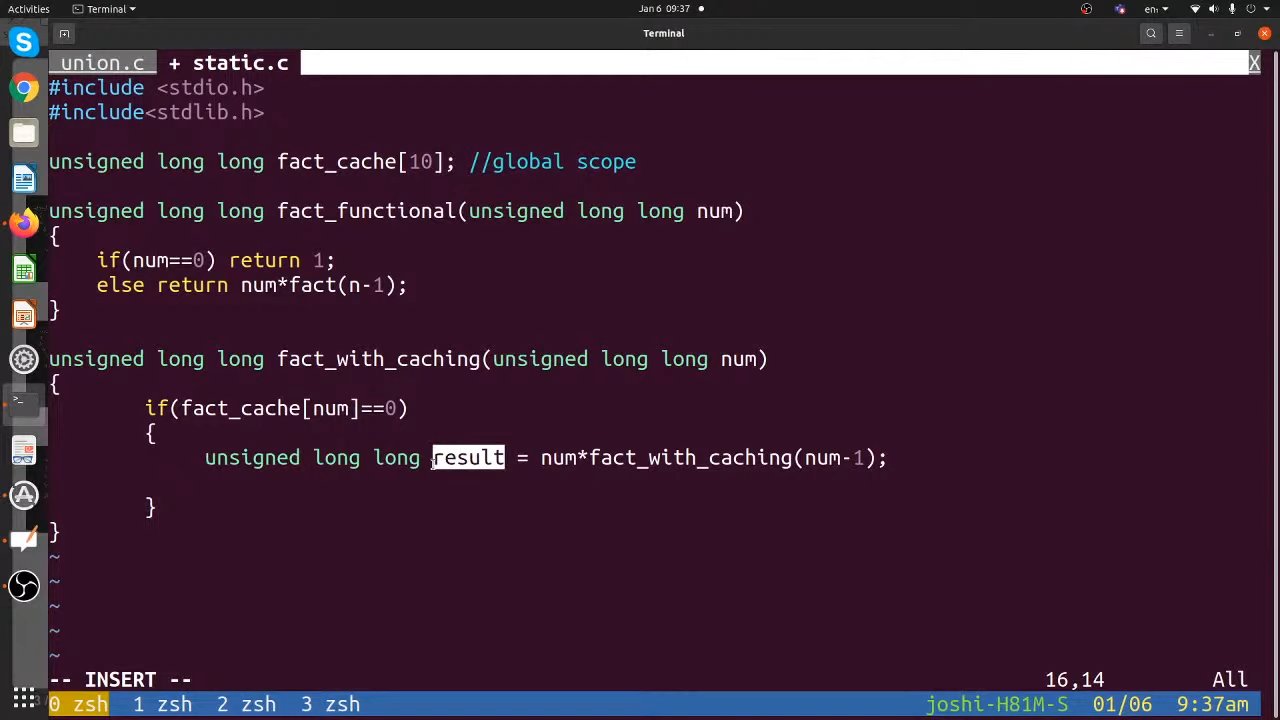 Activities Terminal Jan 6 09:37 en
Terminal
union.c + static.c X
#include <stdio.h>
#include<stdlib.h>
unsigned long long fact_cache[10]; //global scope
unsigned long long fact_functional(unsigned long long num)
{
if(num==0) return 1;
else return num*fact(n-1);
}
unsigned long long fact_with_caching(unsigned long long num)
{
if(fact_cache[num]==0)
{
unsigned long long result = num*fact_with_caching(num-1);
}
}
~
~
~
~
~
-- INSERT -- 16,14 All
0 zsh 1 zsh 2 zsh 3 zsh joshi-H81M-S 01/06 9:37am